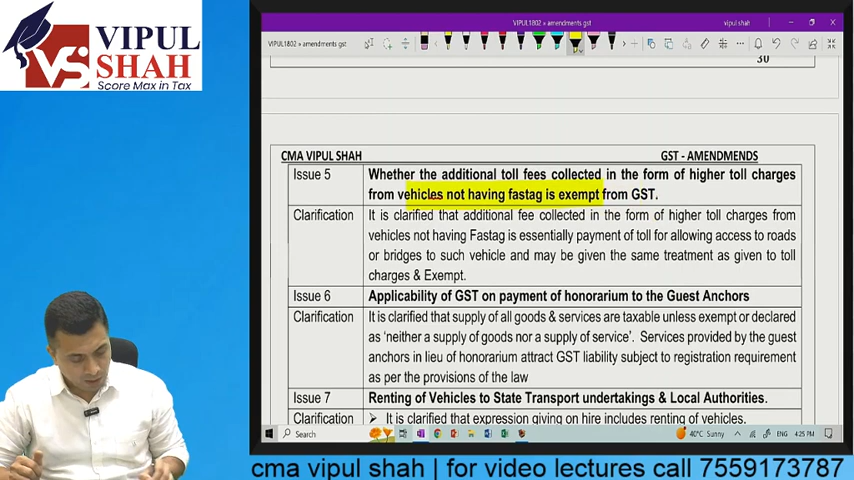 VIPUL
SHAH
VS
Score Max in Tax
VIPUL1802 » amendments gst
vipul shah
VIPUL1802 » amendments gst
30
CMA VIPUL SHAH
GST - AMENDMENDS
Issue 5
Whether the additional toll fees collected in the form of higher toll charges
from vehicles not having fastag is exempt from GST.
Clarification
It is clarified that additional fee collected in the form of higher toll charges from
vehicles not having Fastag is essentially payment of toll for allowing access to roads
or bridges to such vehicle and may be given the same treatment as given to toll
charges & Exempt.
Issue 6
Applicability of GST on payment of honorarium to the Guest Anchors
Clarification
It is clarified that supply of all goods & services are taxable unless exempt or declared
as 'neither a supply of goods nor a supply of service'. Services provided by the guest
anchors in lieu of honorarium attract GST liability subject to registration requirement
as per the provisions of the law
Issue 7
Renting of Vehicles to State Transport undertakings & Local Authorities.
Clarification
➤ It is clarified that expression giving on hire includes renting of vehicles.
Search
40°C Sunny
ENG
4:25 PM
cma vipul shah | for video lectures call 7559173787